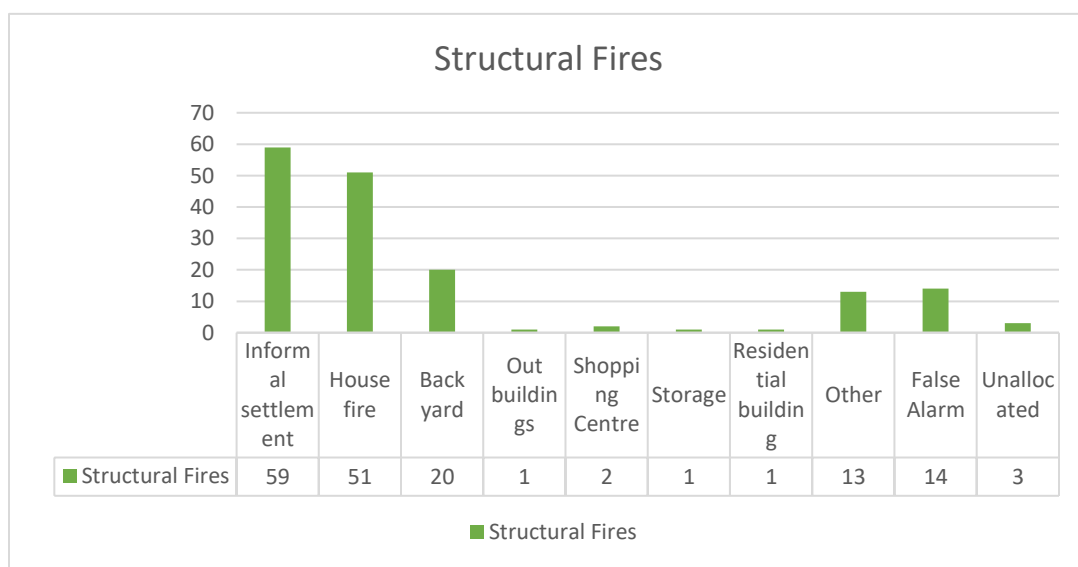 Structural Fires
70
60
50
40
30
20
10
0
Inform
al
settlem
ent
House
fire
Back
yard
Out
buildin
gs
Shoppi
ng
Centre
Storage
Residen
tial
buildin
g
Other
False
Alarm
Unalloc
ated
Structural Fires 59 51 20 1 2 1 1 13 14 3
Structural Fires